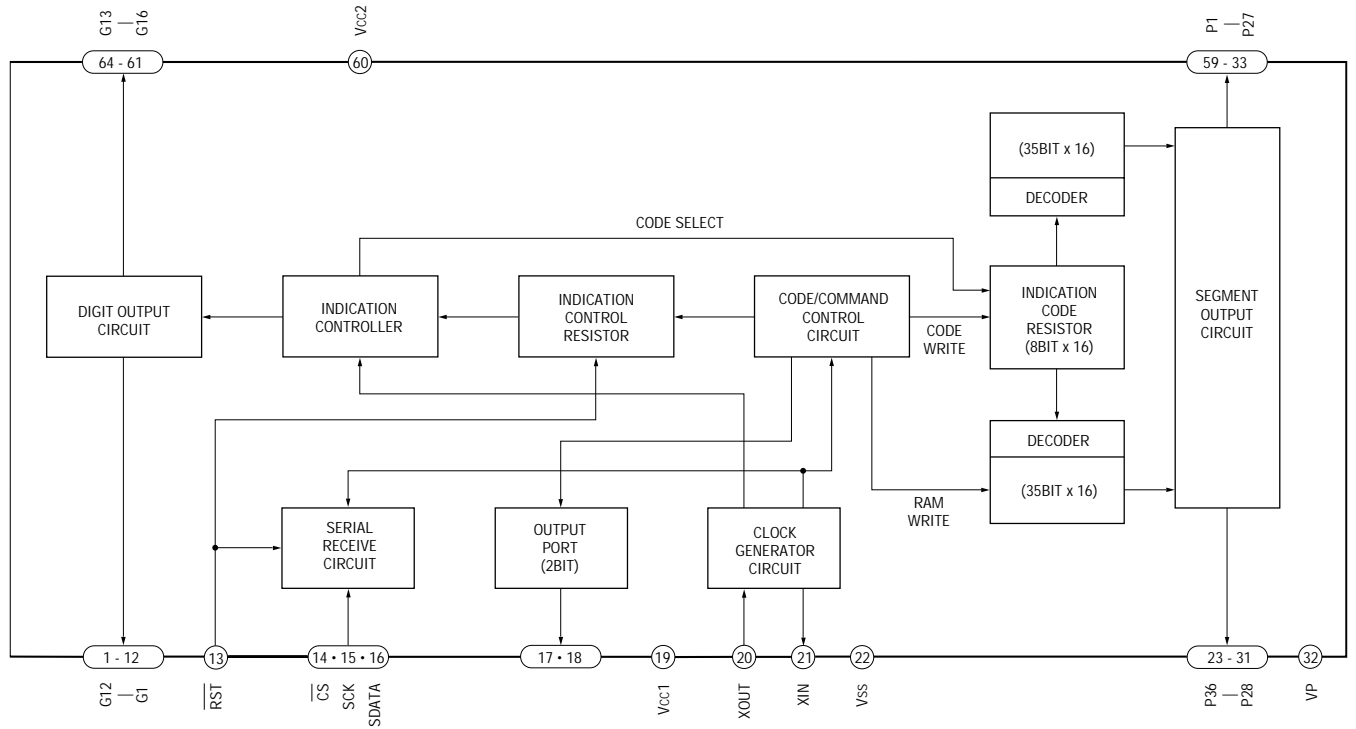 G13 — G16
VCC2
P1 — P27
64 - 61
60
59 - 33
(35BIT x 16)
DECODER
CODE SELECT
DIGIT OUTPUT
CIRCUIT
INDICATION
CONTROLLER
INDICATION
CONTROL
RESISTOR
CODE/COMMAND
CONTROL
CIRCUIT
CODE
WRITE
INDICATION
CODE
RESISTOR
(8BIT x 16)
SEGMENT
OUTPUT
CIRCUIT
DECODER
(35BIT x 16)
RAM
WRITE
SERIAL
RECEIVE
CIRCUIT
OUTPUT
PORT
(2BIT)
CLOCK
GENERATOR
CIRCUIT
1 - 12
13
14 • 15 • 16
17 • 18
19
20
21
22
23 - 31
32
G12 — G1
RST
CS
SCK
SDATA
VCC1
XOUT
XIN
VSS
P36 — P28
VP